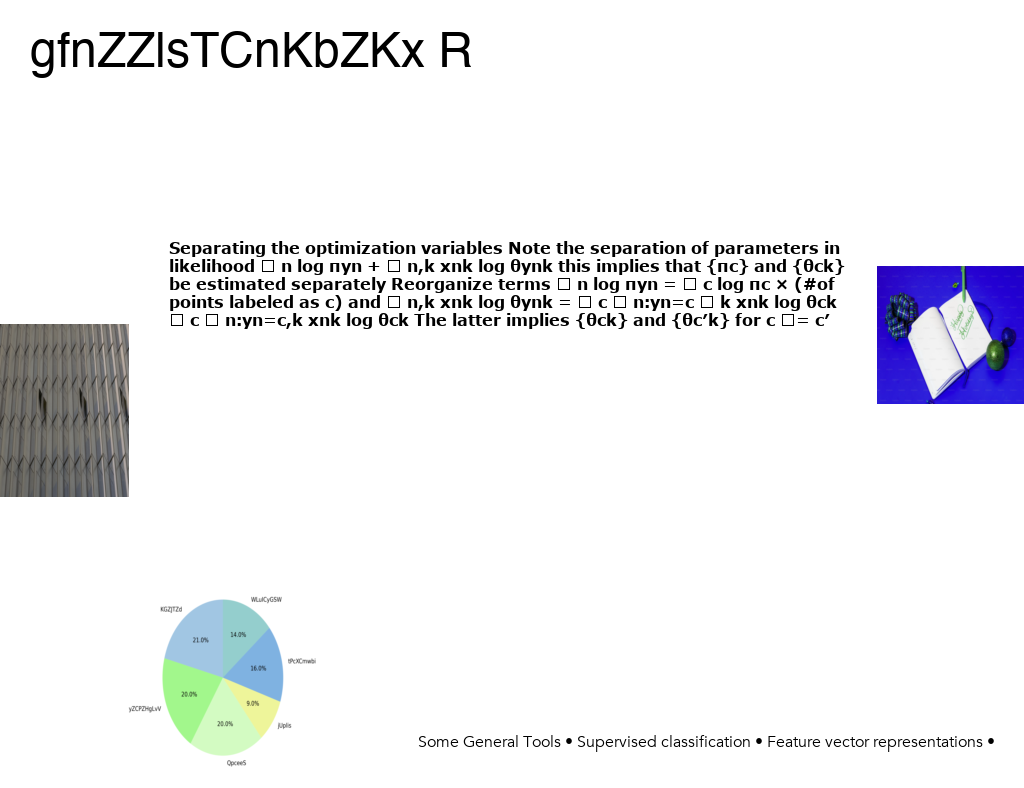 gfnZZlsTCnKbZKx R
Separating the optimization variables Note the separation of parameters in
likelihood □ n log πyn + □ n,k xnk log θynk this implies that {πc} and {θck}
be estimated separately Reorganize terms □ n log πyn = □ c log πc × (#of
points labeled as c) and □ n,k xnk log θynk = □ c □ n:yn=c □ k xnk log θck
□ c □ n:yn=c,k xnk log θck The latter implies {θck} and {θc’k} for c □= c’
WLuICyGSW
KGZJTZd
14.0%
21.0%
tPcXCmwbi
16.0%
20.0%
9.0%
yZCPZHgLvV
20.0%
jUplis
QpceeS
Some General Tools • Supervised classification • Feature vector representations •